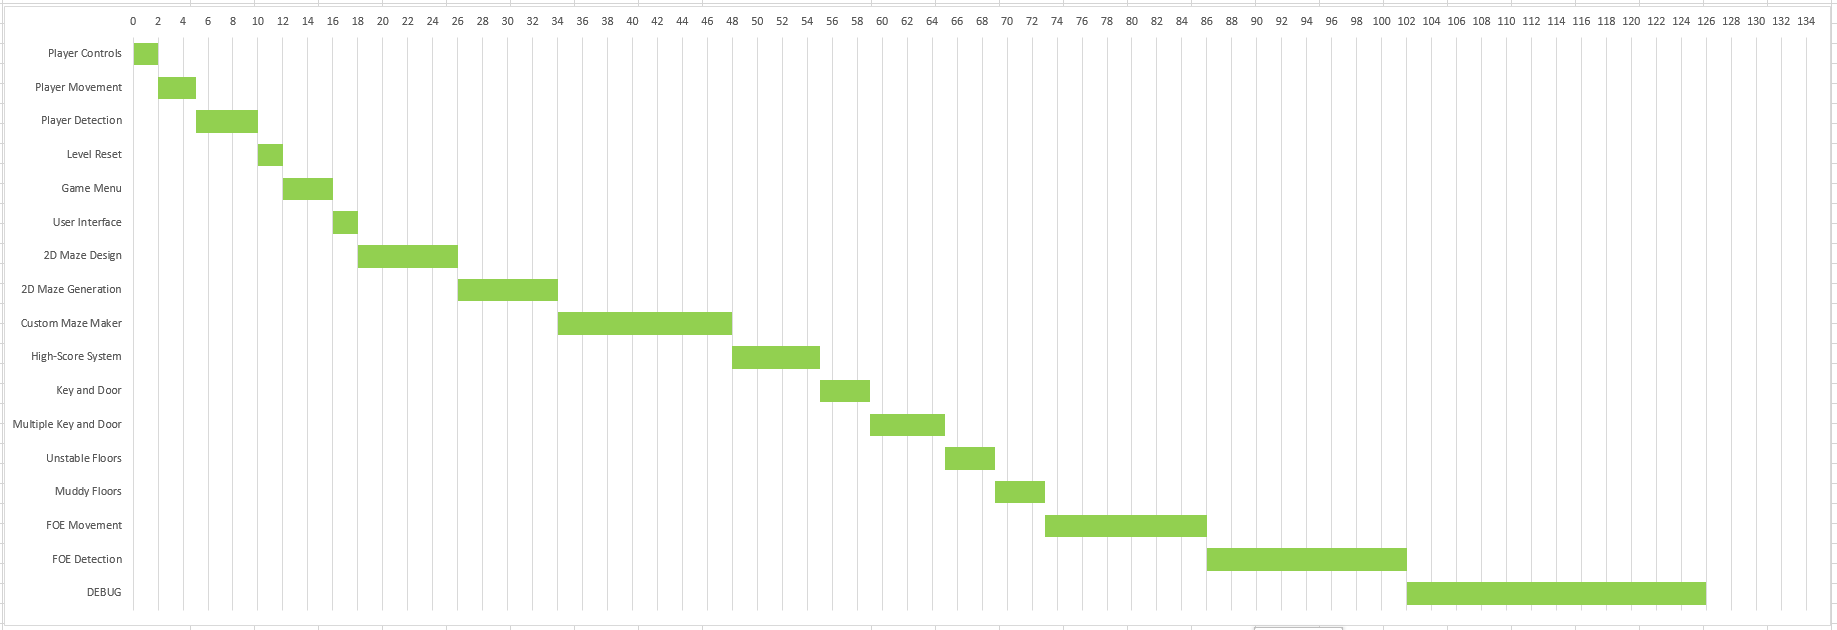 0 2 4 6 8 10 12 14 16 18 20 22 24 26 28 30 32 34 36 38 40 42 44 46 48 50 52 54 56 58 60 62 64 66 68 70 72 74 76 78 80 82 84 86 88 90 92 94 96 98 100 102 104 106 108 110 112 114 116 118 120 122 124 126 128 130 132 134
Player Controls
Player Movement
Player Detection
Level Reset
Game Menu
User Interface
2D Maze Design
2D Maze Generation
Custom Maze Maker
High-Score System
Key and Door
Multiple Key and Door
Unstable Floors
Muddy Floors
FOE Movement
FOE Detection
DEBUG